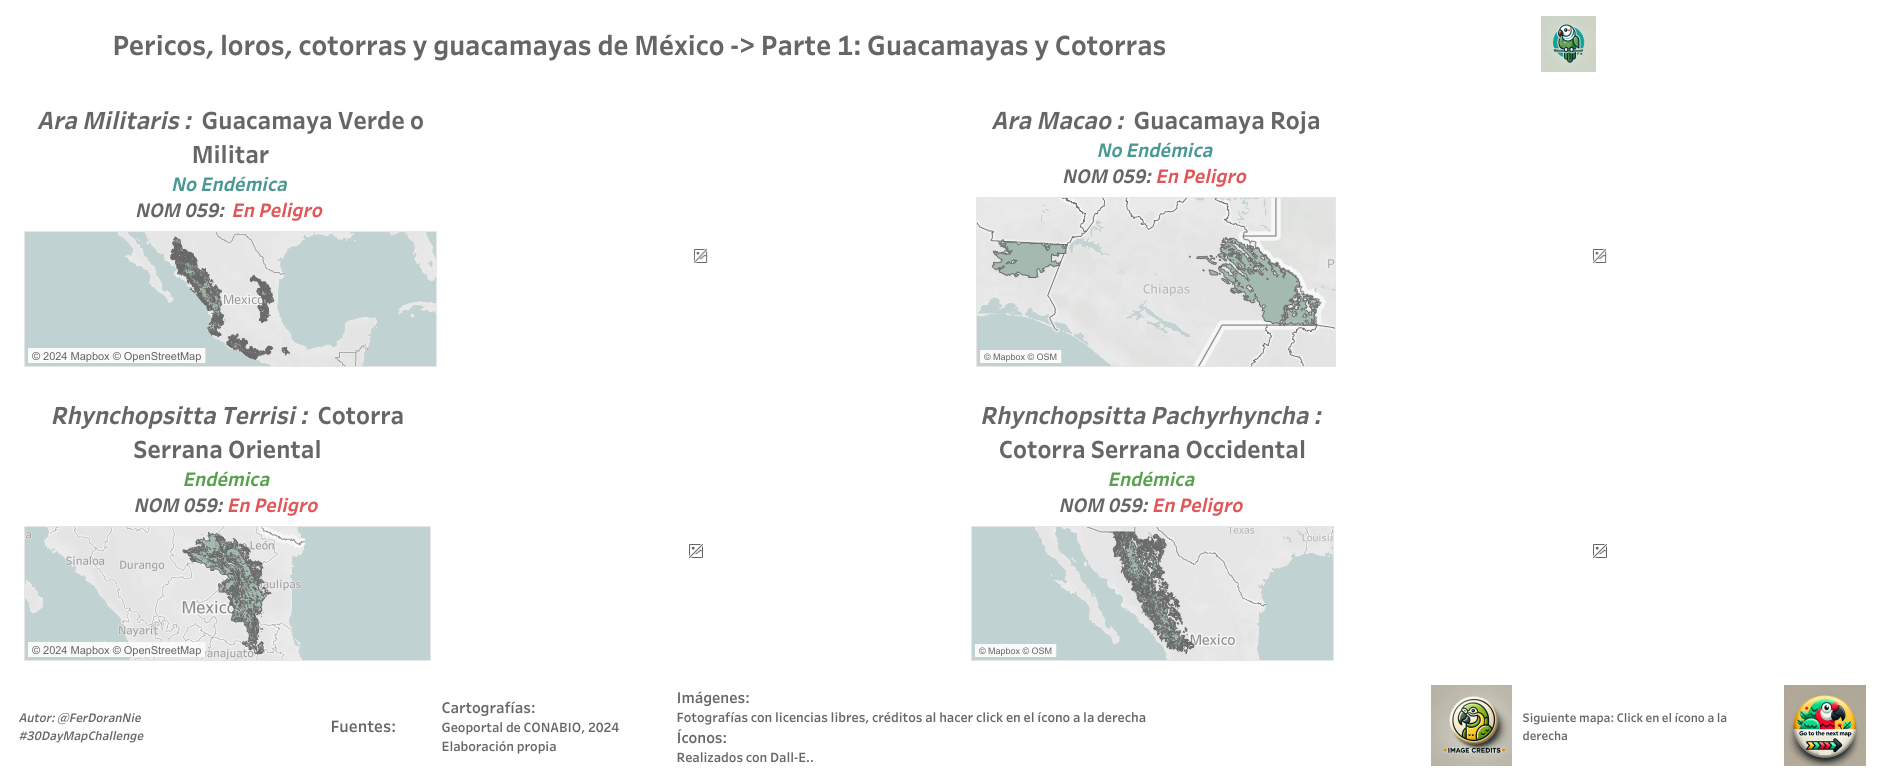 Pericos, loros, cotorras y guacamayas de México -> Parte 1: Guacamayas y Cotorras
Ara Militaris : Guacamaya Verde o
Militar
No Endémica
NOM 059: En Peligro
Mexico
© 2024 Mapbox © OpenStreetMap
Ara Macao : Guacamaya Roja
No Endémica
NOM 059: En Peligro
Chiapas
P
© Mapbox © OSM
Rhynchopsitta Terrisi : Cotorra
Serrana Oriental
Endémica
NOM 059: En Peligro
a
León
Sinaloa
Durango
aulipas
Mexico
Nayarit
anajuato
© 2024 Mapbox © OpenStreetMap
Rhynchopsitta Pachyrhyncha :
Cotorra Serrana Occidental
Endémica
NOM 059: En Peligro
Texas
Louisia
Mexico
© Mapbox © OSM
Autor: @FerDoranNie
#30DayMapChallenge
Fuentes:
Cartografías:
Geoportal de CONABIO, 2024
Elaboración propia
Imágenes:
Fotografías con licencias libres, créditos al hacer click en el ícono a la derecha
Íconos:
Realizados con Dall-E..
IMAGE CREDITS
Siguiente mapa: Click en el ícono a la
derecha
Go to the next map